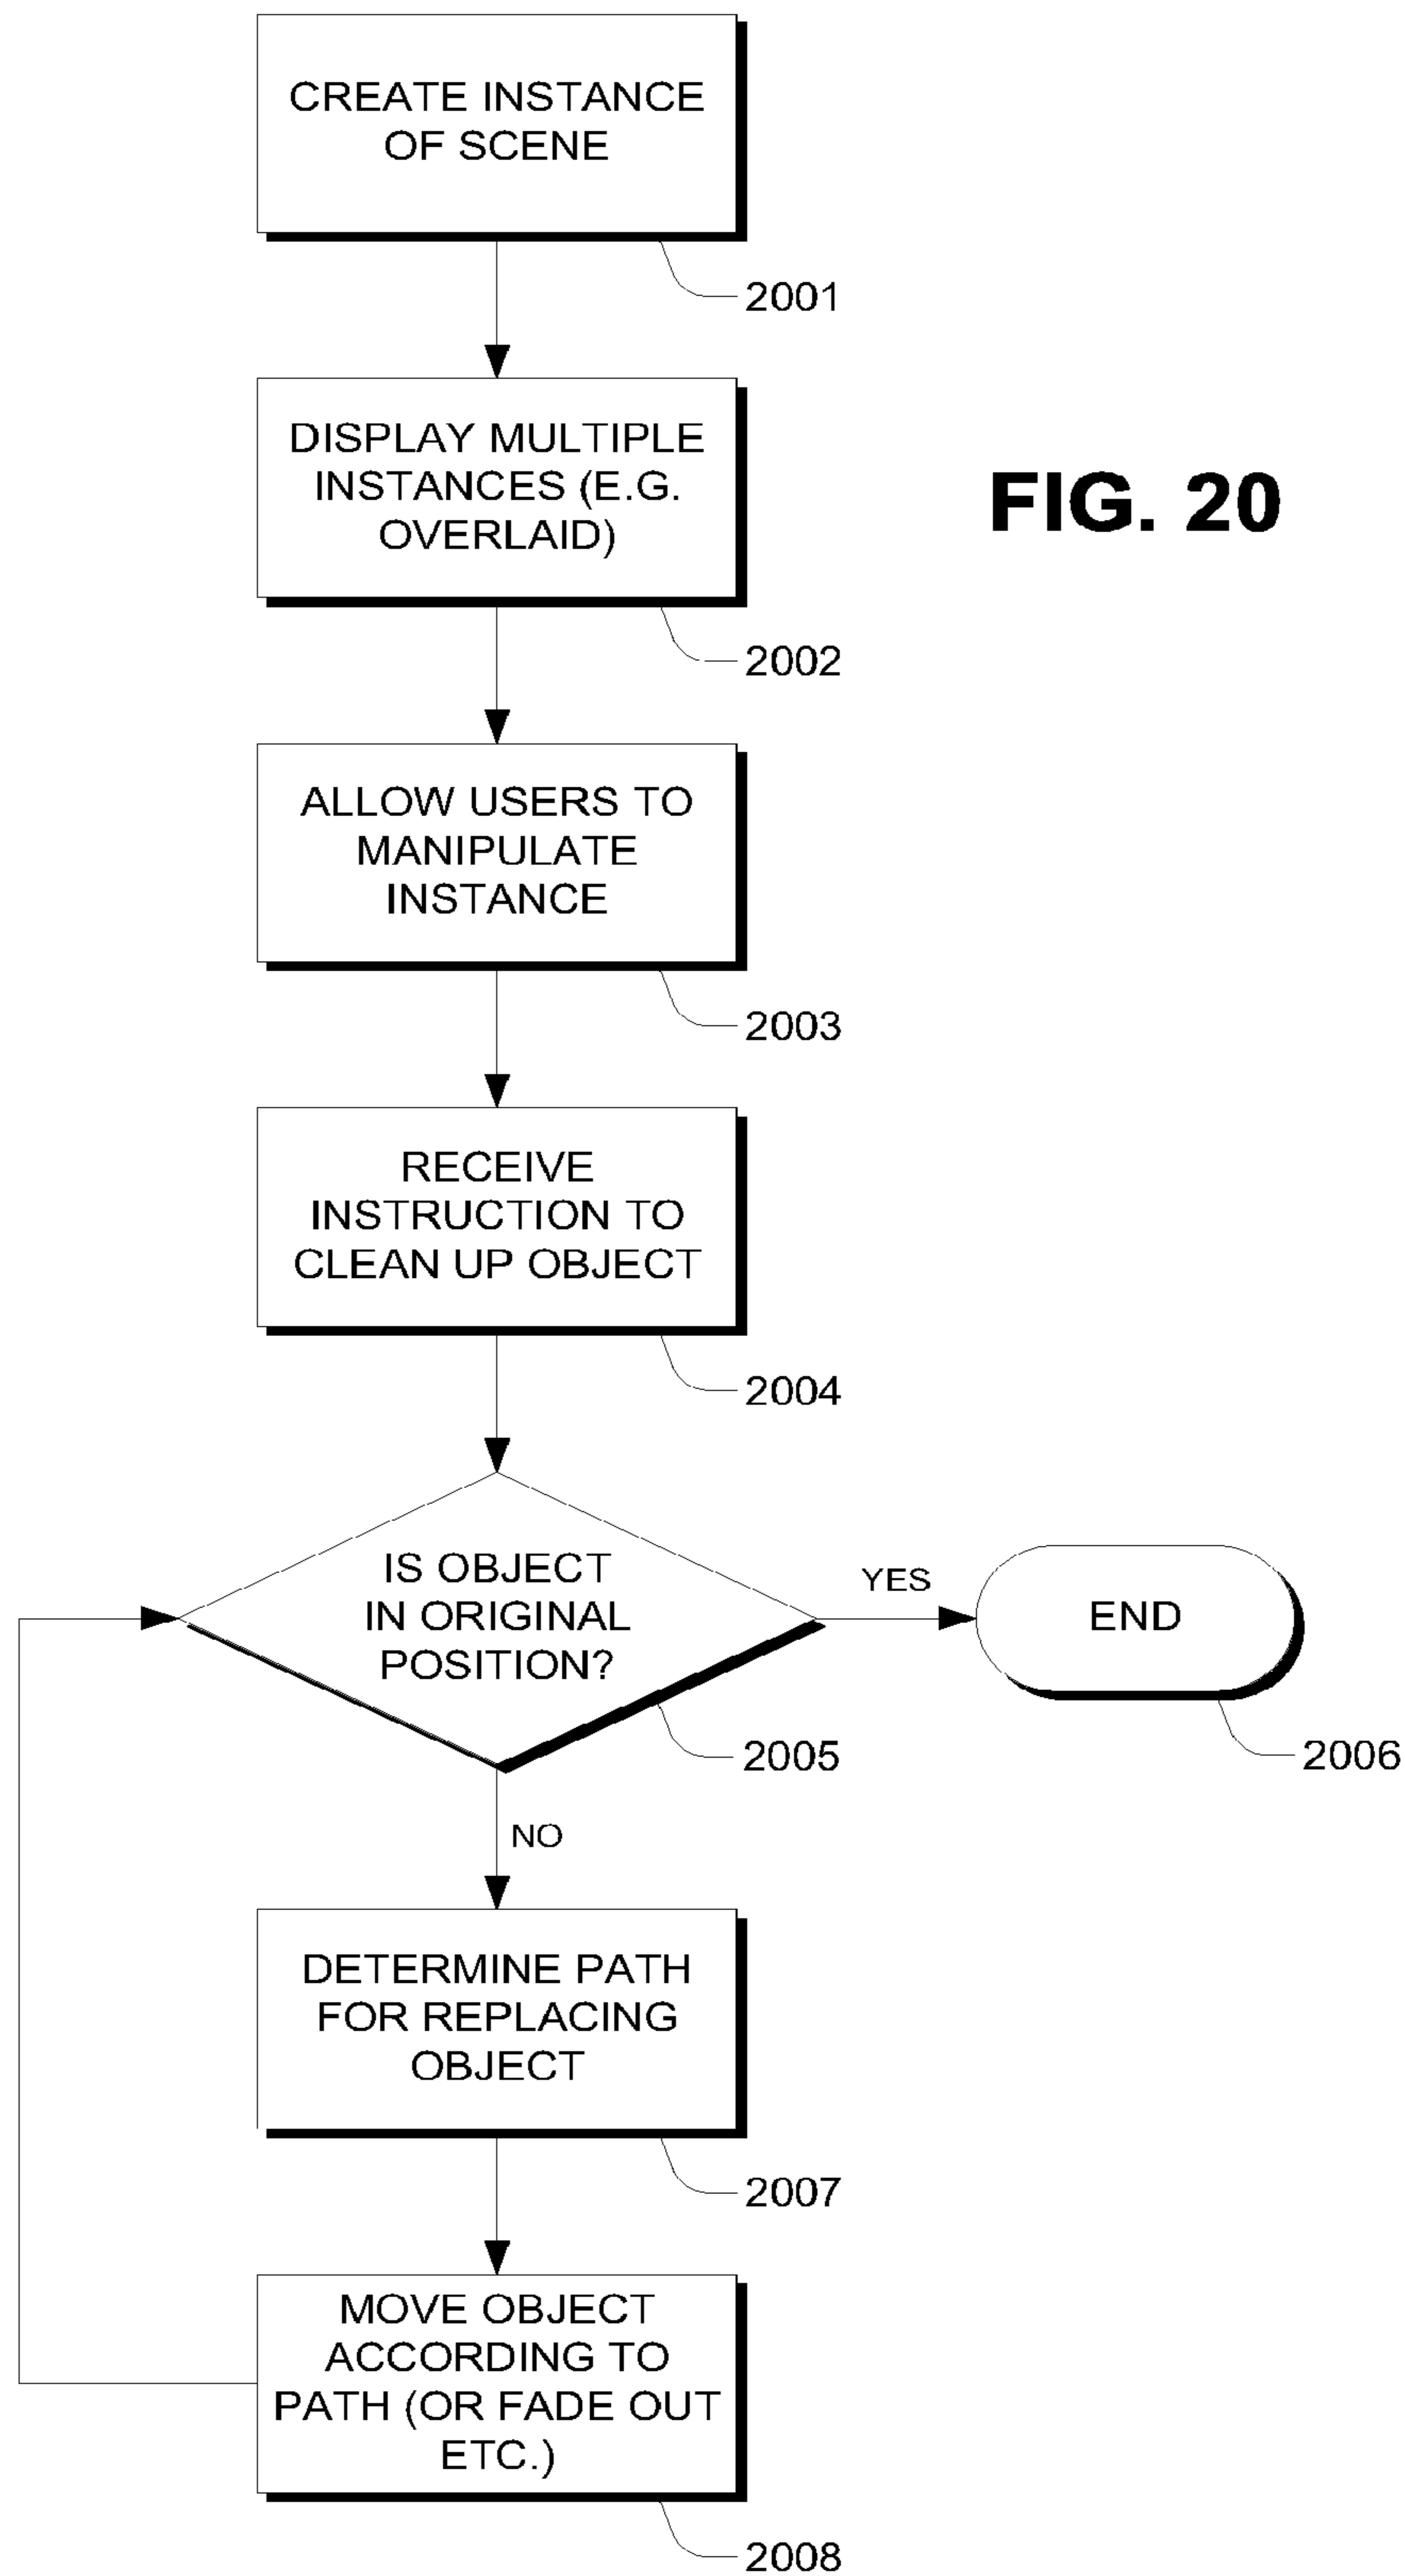 CREATE INSTANCE
OF SCENE
2001
DISPLAY MULTIPLE
INSTANCES (E.G.
OVERLAID)
FIG. 20
2002
ALLOW USERS TO
MANIPULATE
INSTANCE
2003
RECEIVE
INSTRUCTION TO
CLEAN UP OBJECT
2004
IS OBJECT
IN ORIGINAL
POSITION?
YES
END
2005
2006
NO
DETERMINE PATH
FOR REPLACING
OBJECT
2007
MOVE OBJECT
ACCORDING TO
PATH (OR FADE OUT
ETC.)
2008